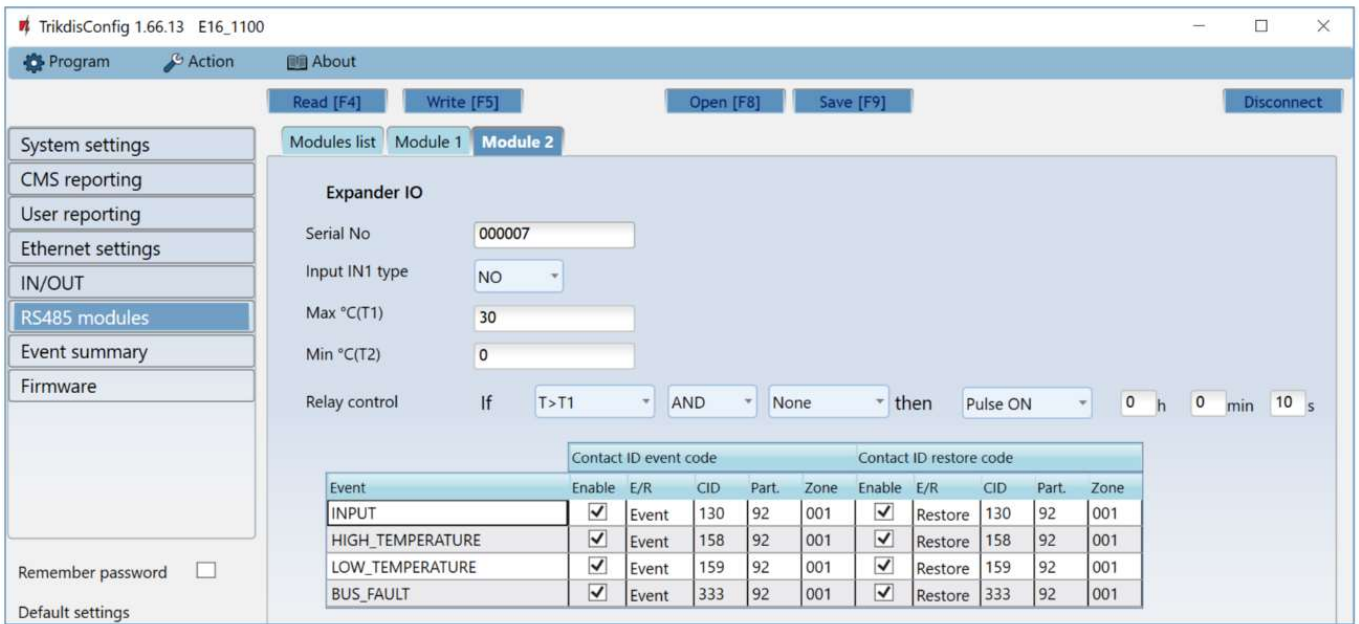 TrikdisConfig 1.66.13 E16_1100
Program Action About
Read [F4] Write [F5] Open [F8] Save [F9] Disconnect
System settings
CMS reporting
User reporting
Ethernet settings
IN/OUT
RS485 modules
Event summary
Firmware
Remember password
Default settings
Modules list Module 1 Module 2
Expander IO
Serial No 000007
Input IN1 type NO
Max °C(T1) 30
Min °C(T2) 0
Relay control If T>T1 AND None then Pulse ON 0 h 0 min 10 s
Contact ID event code Contact ID restore code
Event Enable E/R CID Part. Zone Enable E/R CID Part. Zone
INPUT Event 130 92 001 Restore 130 92 001
HIGH_TEMPERATURE Event 158 92 001 Restore 158 92 001
LOW_TEMPERATURE Event 159 92 001 Restore 159 92 001
BUS_FAULT Event 333 92 001 Restore 333 92 001